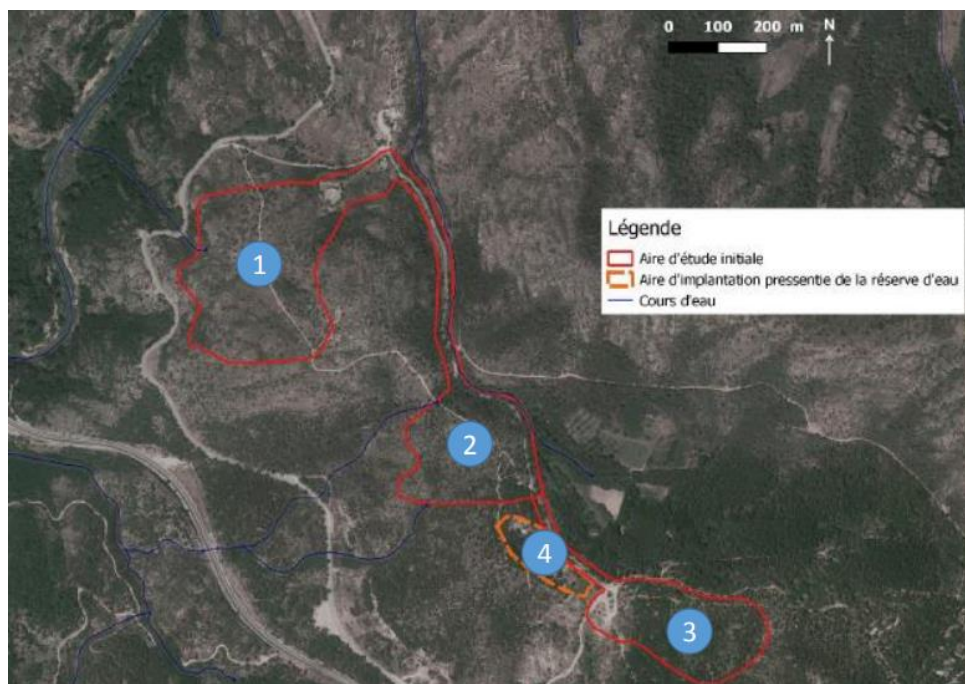 0 100 200 m N
1
Légende
Aire d'étude initiale
Aire d'implantation pressentie de la réserve d'eau
Cours d'eau
2
4
3